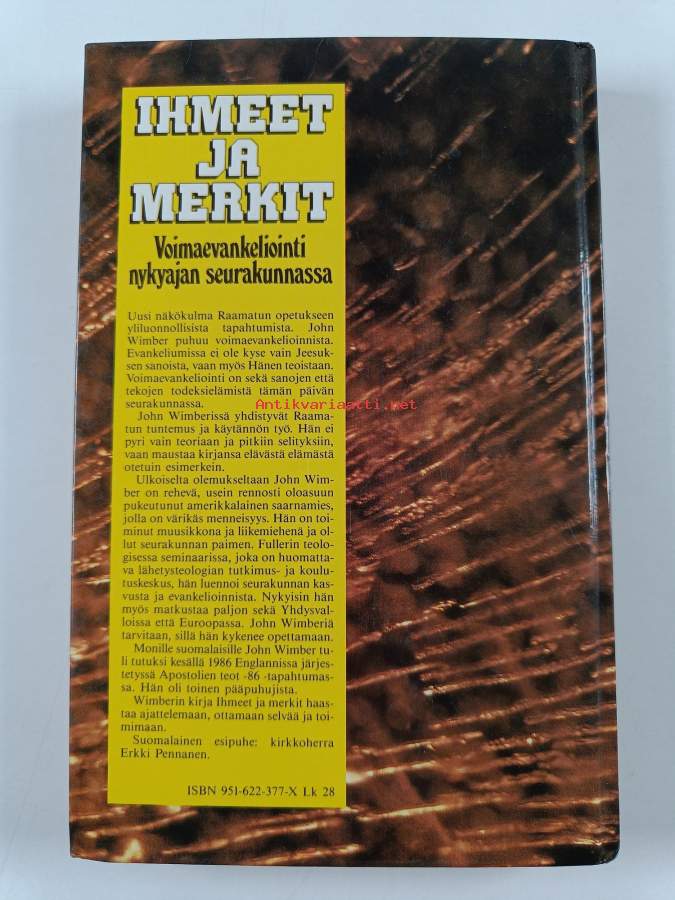 IHMEET
JA
MERKIT
Voimaevankeliointi
nykyajan seurakunnassa
Uusi näkökulma Raamatun opetukseen
yliluonnollisista tapahtumista. John
Wimber puhuu voimaevankelioinnista.
Evankeliumissa ei ole kyse vain Jeesuk-
sen sanoista, vaan myös Hänen teoistaan.
Voimaevankeliointi on sekä sanojen että
tekojen todeksielämistä tämän päivän
seurakunnassa.
Antikvariaatti.net
John Wimberissä yhdistyvät Raama-
tun tuntemus ja käytännön työ. Hän ei
pyri vain teoriaan ja pitkiin selityksiin,
vaan maustaa kirjansa elävästä elämästä
otetuin esimerkein.
Ulkoiselta olemukseltaan John Wim-
ber on rehevä, usein rennosti oloasuun
pukeutunut amerikkalainen saarnamies,
jolla on värikäs menneisyys. Hän on toi-
minut muusikkona ja liikemiehenä ja ol-
lut seurakunnan paimen. Fullerin teolo-
gisessa seminaarissa, joka on huomatta-
va lähetysteologian tutkimus- ja koulu-
tuskeskus, hän luennoi seurakunnan kas-
vusta ja evankelioinnista. Nykyisin hän
myös matkustaa paljon sekä Yhdysval-
loissa että Euroopassa. John Wimberiä
tarvitaan, sillä hän kykenee opettamaan.
Monille suomalaisille John Wimber tu-
li tutuksi kesällä 1986 Englannissa järjes-
tetyssä Apostolien teot -86 -tapahtumas-
sa. Hän oli toinen pääpuhujista.
Wimberin kirja Ihmeet ja merkit haas-
taa ajattelemaan, ottamaan selvää ja toi-
mimaan.
Suomalainen esipuhe: kirkkoherra
Erkki Pennanen.
ISBN 951-622-377-X Lk 28